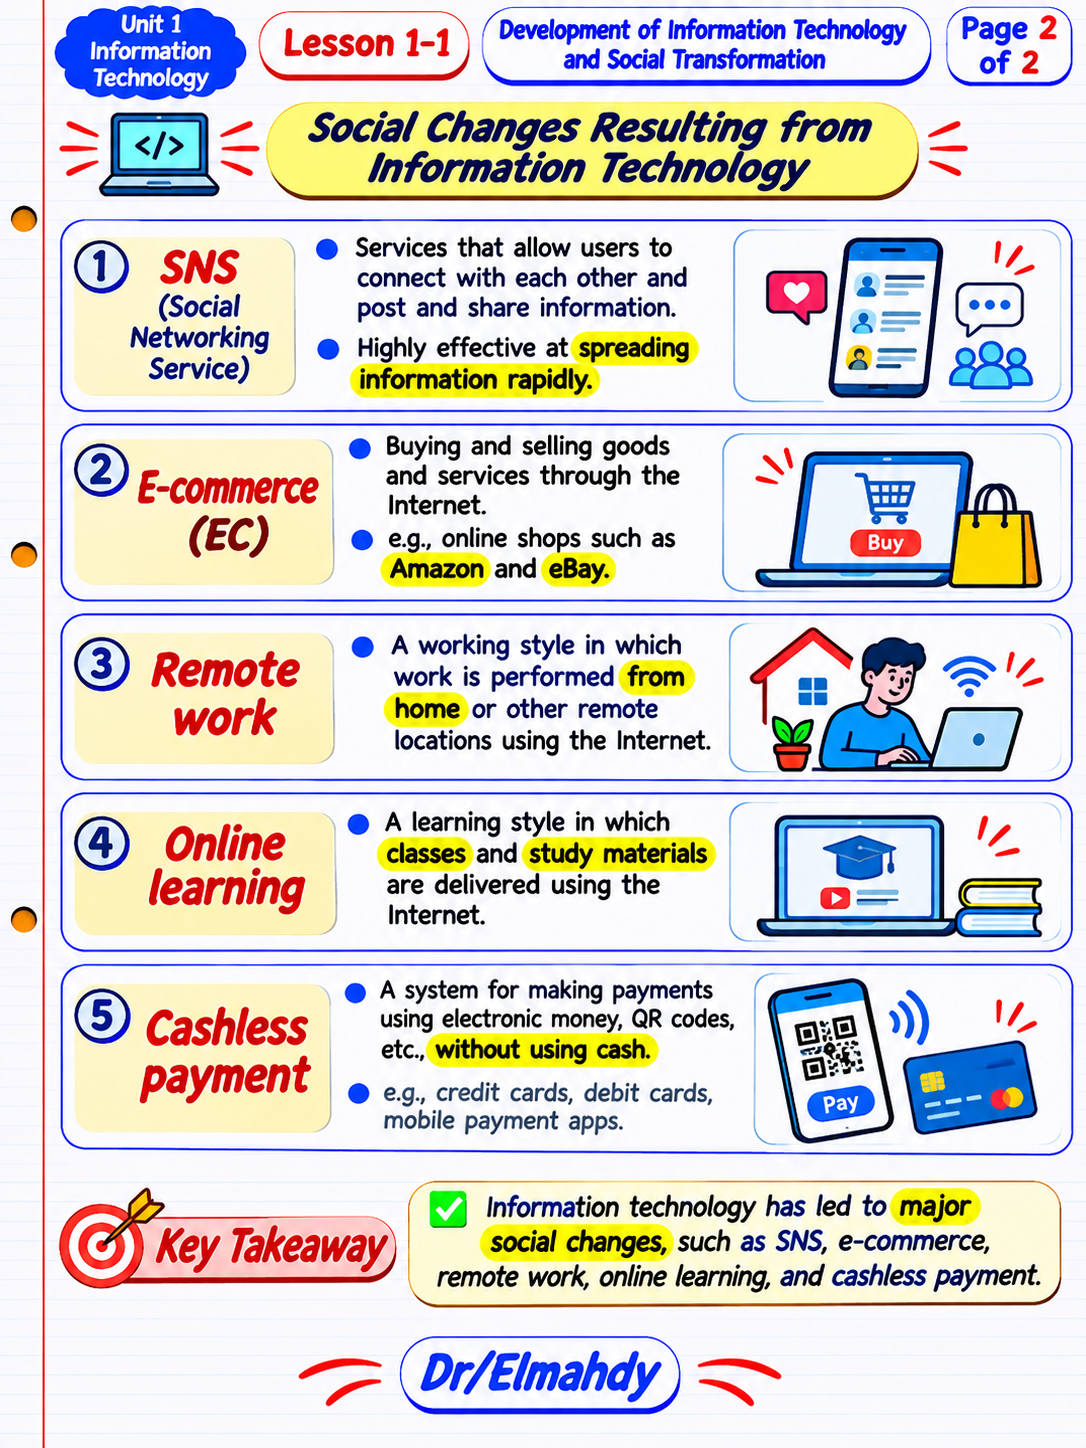 Unit 1
Information
Technology
Lesson 1-1
Development of Information Technology
and Social Transformation
Page 2
of 2
</>
Social Changes Resulting from
Information Technology
1
SNS
(Social
Networking
Service)
Services that allow users to
connect with each other and
post and share information.
Highly effective at spreading
information rapidly.
2
E-commerce
(EC)
Buying and selling goods
and services through the
Internet.
e.g., online shops such as
Amazon and eBay.
Buy
3
Remote
work
A working style in which
work is performed from
home or other remote
locations using the Internet.
4
Online
learning
A learning style in which
classes and study materials
are delivered using the
Internet.
5
Cashless
payment
A system for making payments
using electronic money, QR codes,
etc., without using cash.
e.g., credit cards, debit cards,
mobile payment apps.
Pay
Key Takeaway
Information technology has led to major
social changes, such as SNS, e-commerce,
remote work, online learning, and cashless payment.
Dr/Elmahdy